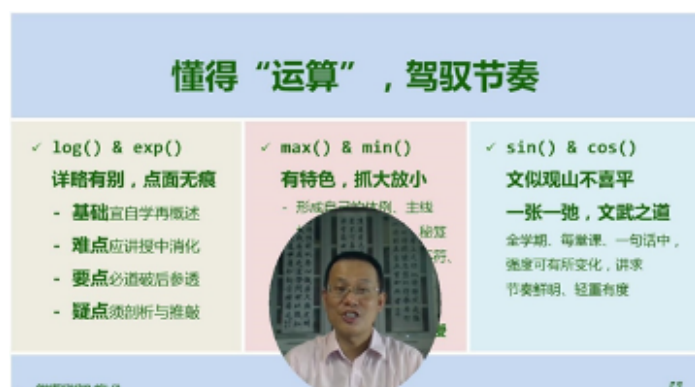 懂得“运算”，驾驭节奏
✓ log() & exp()
详略有别，点面无痕
- 基础宜自学再概述
- 难点应讲授中消化
- 要点必道破后参透
- 疑点须剖析与推敲
✓ max() & min()
有特色，抓大放小
- 形成自己的体例、主线
秘笈
✓ sin() & cos()
文似观山不喜平
一张一弛，文武之道
全学期、每堂课、一句话中，
强度可有所变化，讲求
节奏鲜明、轻重有度